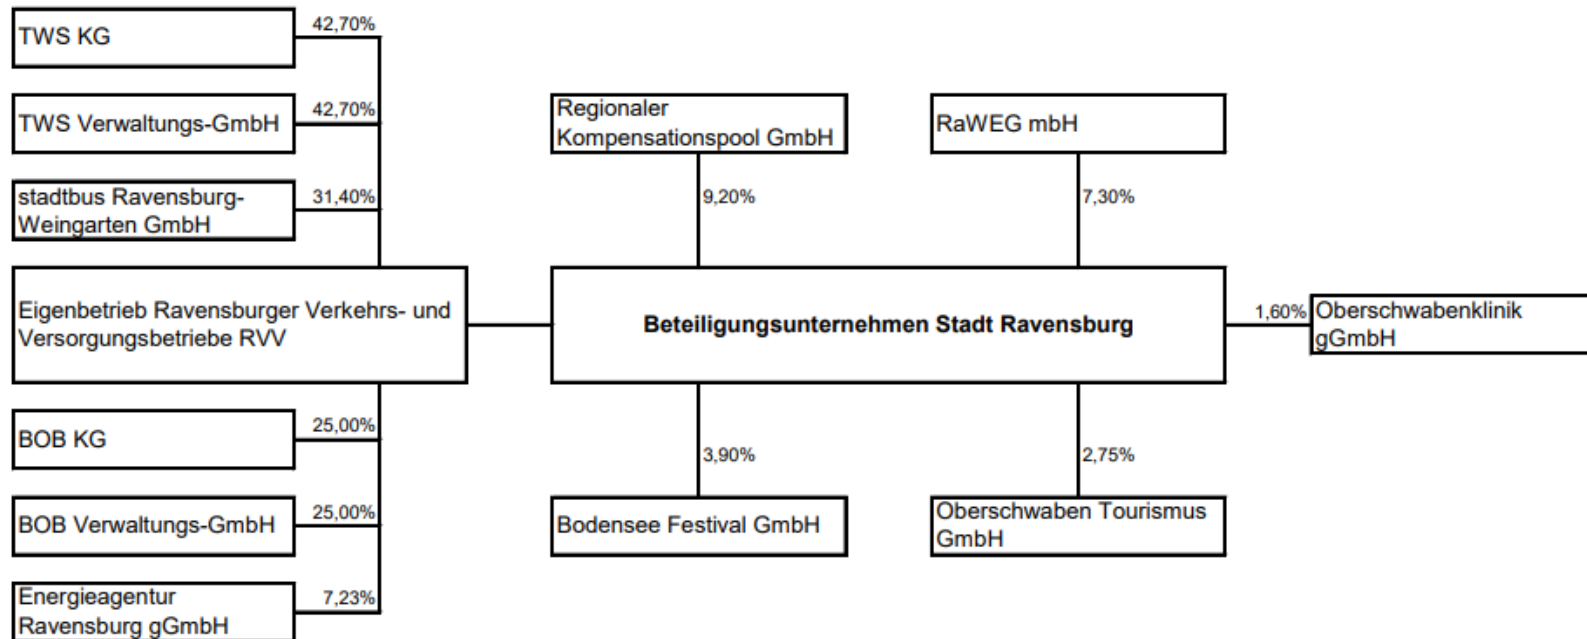 TWS KG
42,70%
TWS Verwaltungs-GmbH
42,70%
Regionaler
Kompensationspool GmbH
RaWEG mbH
stadtbus Ravensburg-
Weingarten GmbH
31,40%
9,20%
7,30%
Eigenbetrieb Ravensburger Verkehrs- und
Versorgungsbetriebe RVV
Beteiligungsunternehmen Stadt Ravensburg
1,60%
Oberschwabenklinik
gGmbH
BOB KG
25,00%
3,90%
2,75%
BOB Verwaltungs-GmbH
25,00%
Bodensee Festival GmbH
Oberschwaben Tourismus
GmbH
Energieagentur
Ravensburg gGmbH
7,23%